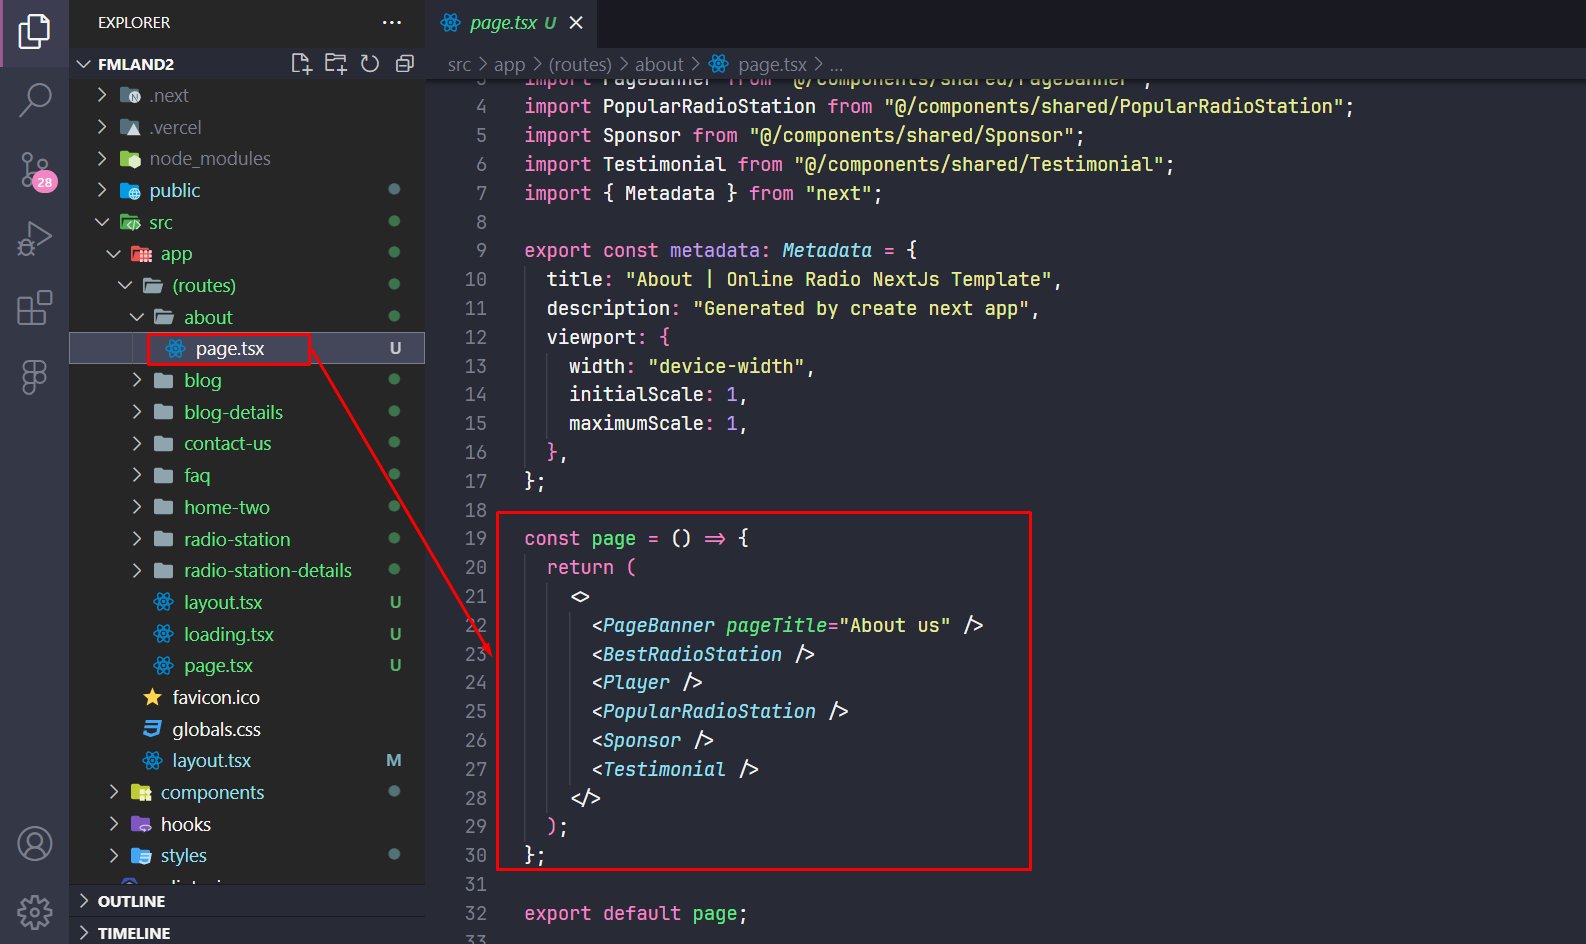 EXPLORER
FMLAND2
.next
.vercel
node_modules
public
src
app
(routes)
about
page.tsx U
blog
blog-details
contact-us
faq
home-two
radio-station
radio-station-details
layout.tsx U
loading.tsx U
page.tsx U
favicon.ico
globals.css
layout.tsx M
components
hooks
styles
OUTLINE
TIMELINE
28
page.tsx U
src > app > (routes) > about > page.tsx > ...
3 import PageBanner from "@/components/shared/PageBanner";
4 import PopularRadioStation from "@/components/shared/PopularRadioStation";
5 import Sponsor from "@/components/shared/Sponsor";
6 import Testimonial from "@/components/shared/Testimonial";
7 import { Metadata } from "next";
8
9 export const metadata: Metadata = {
10 title: "About | Online Radio NextJs Template",
11 description: "Generated by create next app",
12 viewport: {
13 width: "device-width",
14 initialScale: 1,
15 maximumScale: 1,
16 },
17 };
18
19 const page = () => {
20 return (
21 <>
22 <PageBanner pageTitle="About us" />
23 <BestRadioStation />
24 <Player />
25 <PopularRadioStation />
26 <Sponsor />
27 <Testimonial />
28 </>
29 );
30 };
31
32 export default page;
33